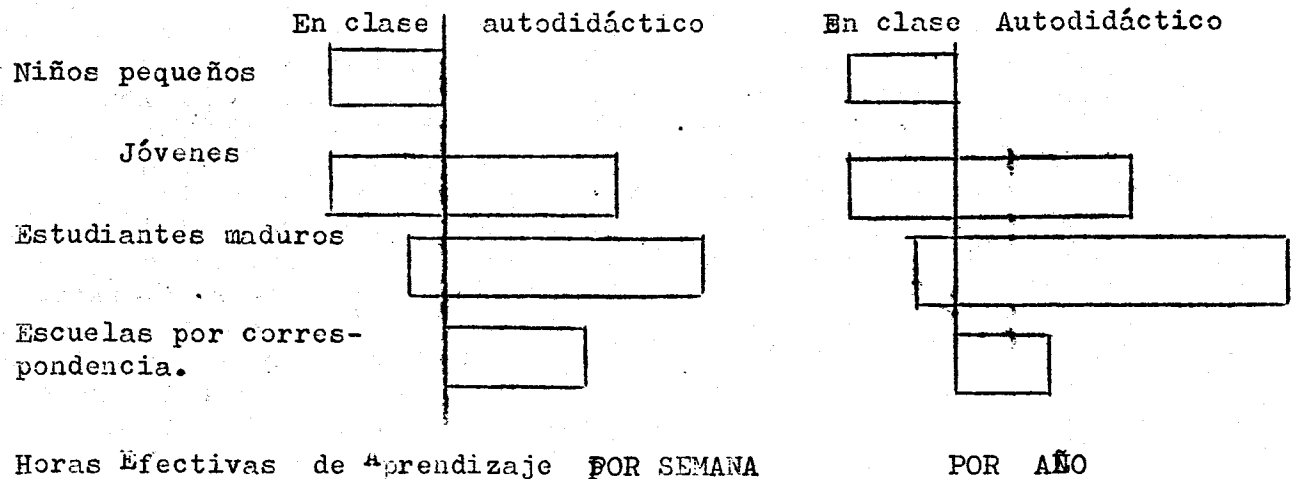 En clase autodidáctico En clase Autodidáctico
Niños pequeños
Jóvenes
Estudiantes maduros
Escuelas por corres-
pondencia.
Horas Efectivas de Aprendizaje POR SEMANA POR AÑO